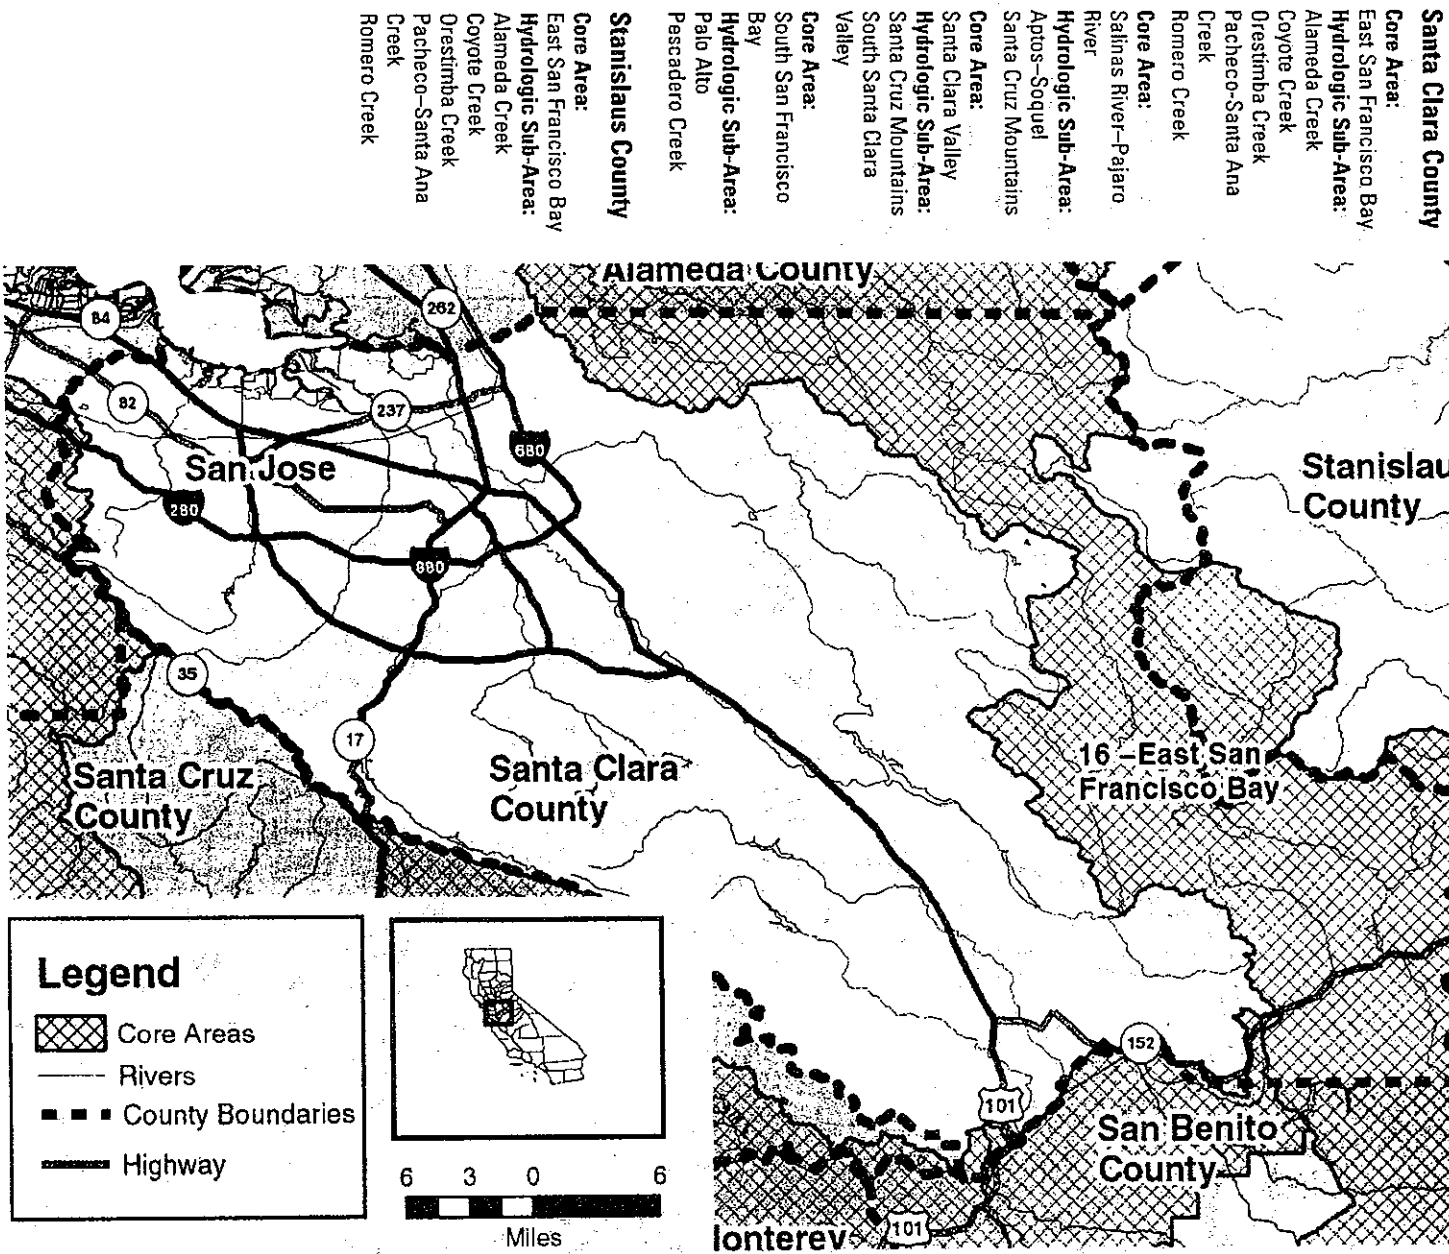 Santa Clara County
Core Area:
East San Francisco Bay
Hydrologic Sub-Area:
Alameda Creek
Coyote Creek
Orestimba Creek
Pacheco-Santa Ana
Creek
Romero Creek
Core Area:
Salinas River–Pajaro
River
Hydrologic Sub-Area:
Aptos–Soquel
Santa Cruz Mountains
Core Area:
Santa Clara Valley
Hydrologic Sub-Area:
Santa Cruz Mountains
South Santa Clara
Valley
Core Area:
South San Francisco
Bay
Hydrologic Sub-Area:
Palo Alto
Pescadero Creek
Stanislaus County
Core Area:
East San Francisco Bay
Hydrologic Sub-Area:
Alameda Creek
Coyote Creek
Orestimba Creek
Pacheco–Santa Ana
Creek
Romero Creek
Alameda County
84
262
82
237
680
San Jose
280
880
Stanislau
County
35
17
Santa Cruz
County
Santa Clara
County
16 –East San
Francisco Bay
152
101
San Benito
County
101
Monterey
Legend
Core Areas
Rivers
County Boundaries
Highway
6 3 0 6
Miles